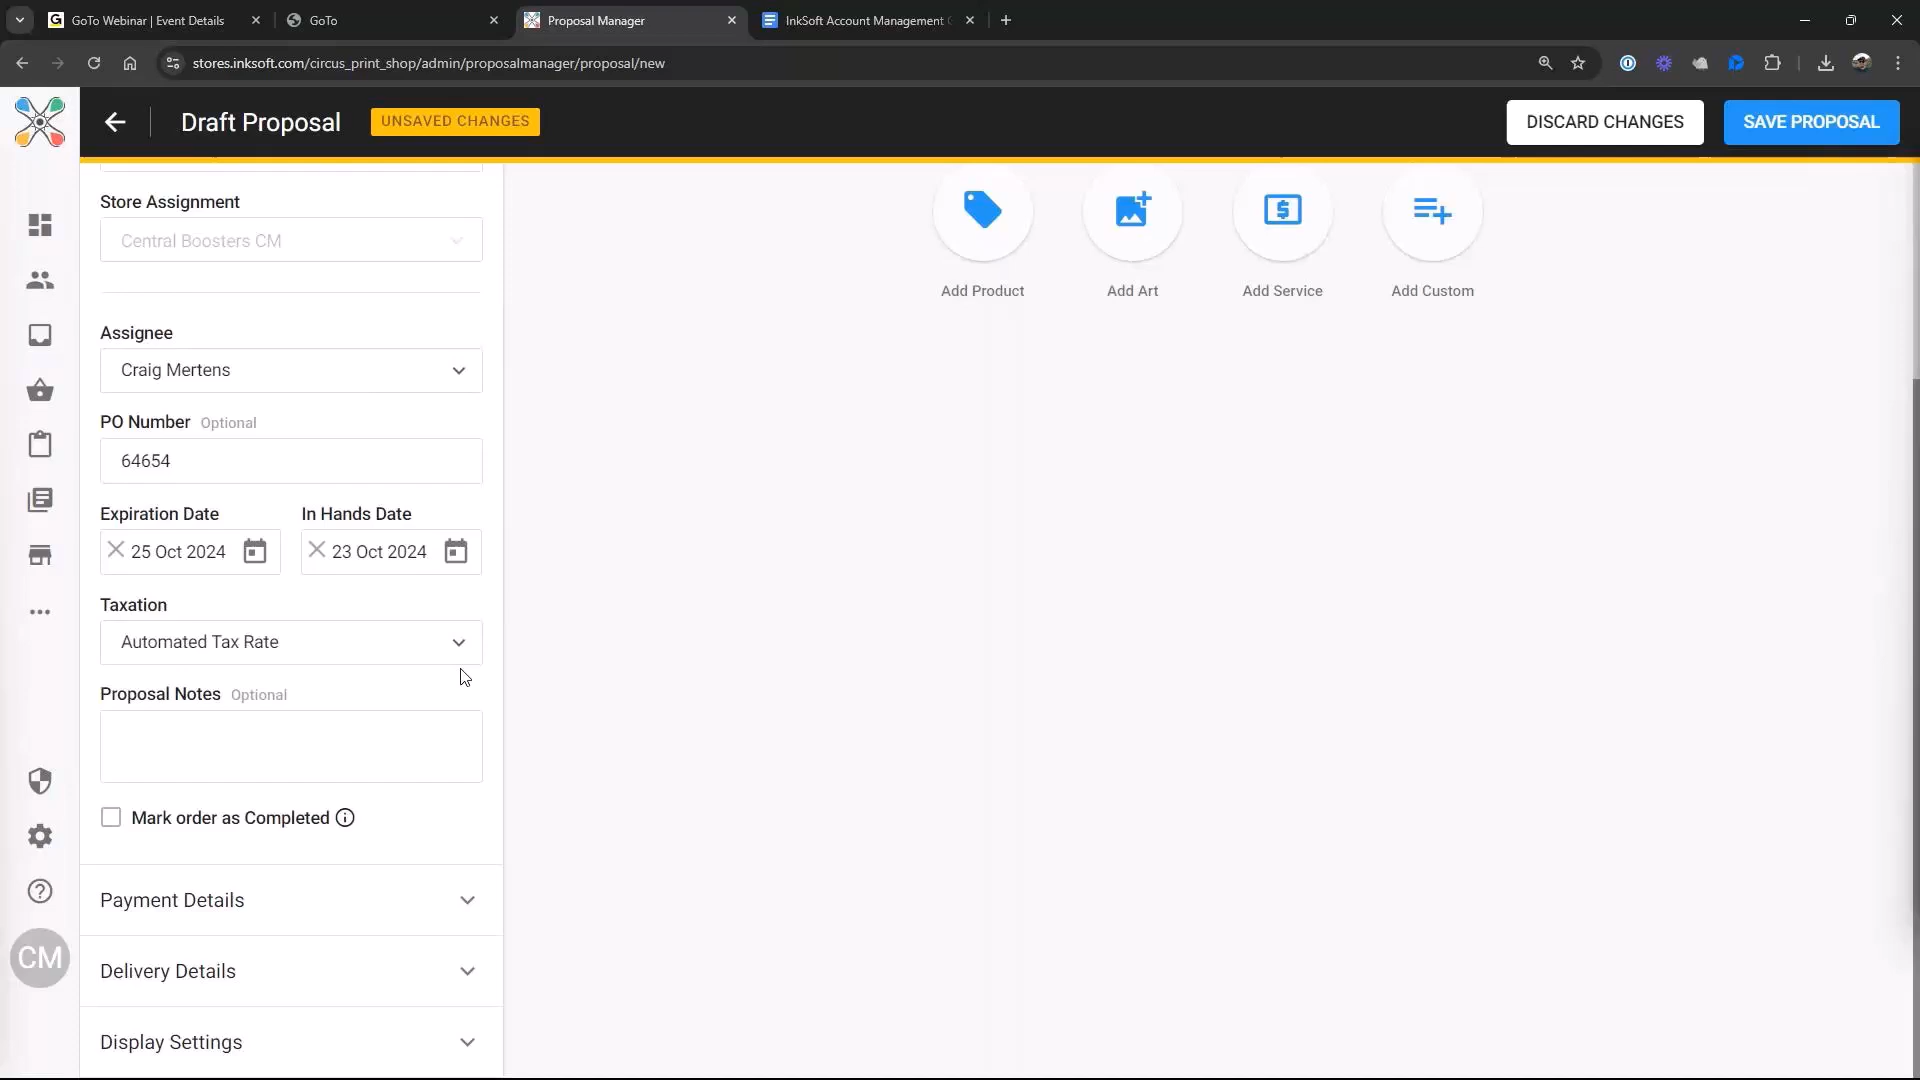 GoTo Webinar | Event Details
GoTo
Proposal Manager
InkSoft Account Management
stores.inksoft.com/circus_print_shop/admin/proposalmanager/proposal/new
Draft Proposal
UNSAVED CHANGES
DISCARD CHANGES
SAVE PROPOSAL
Store Assignment
Central Boosters CM
Add Product
Add Art
Add Service
Add Custom
Assignee
Craig Mertens
PO Number Optional
64654
Expiration Date
In Hands Date
25 Oct 2024
23 Oct 2024
Taxation
Automated Tax Rate
Proposal Notes Optional
Mark order as Completed
Payment Details
CM
Delivery Details
Display Settings